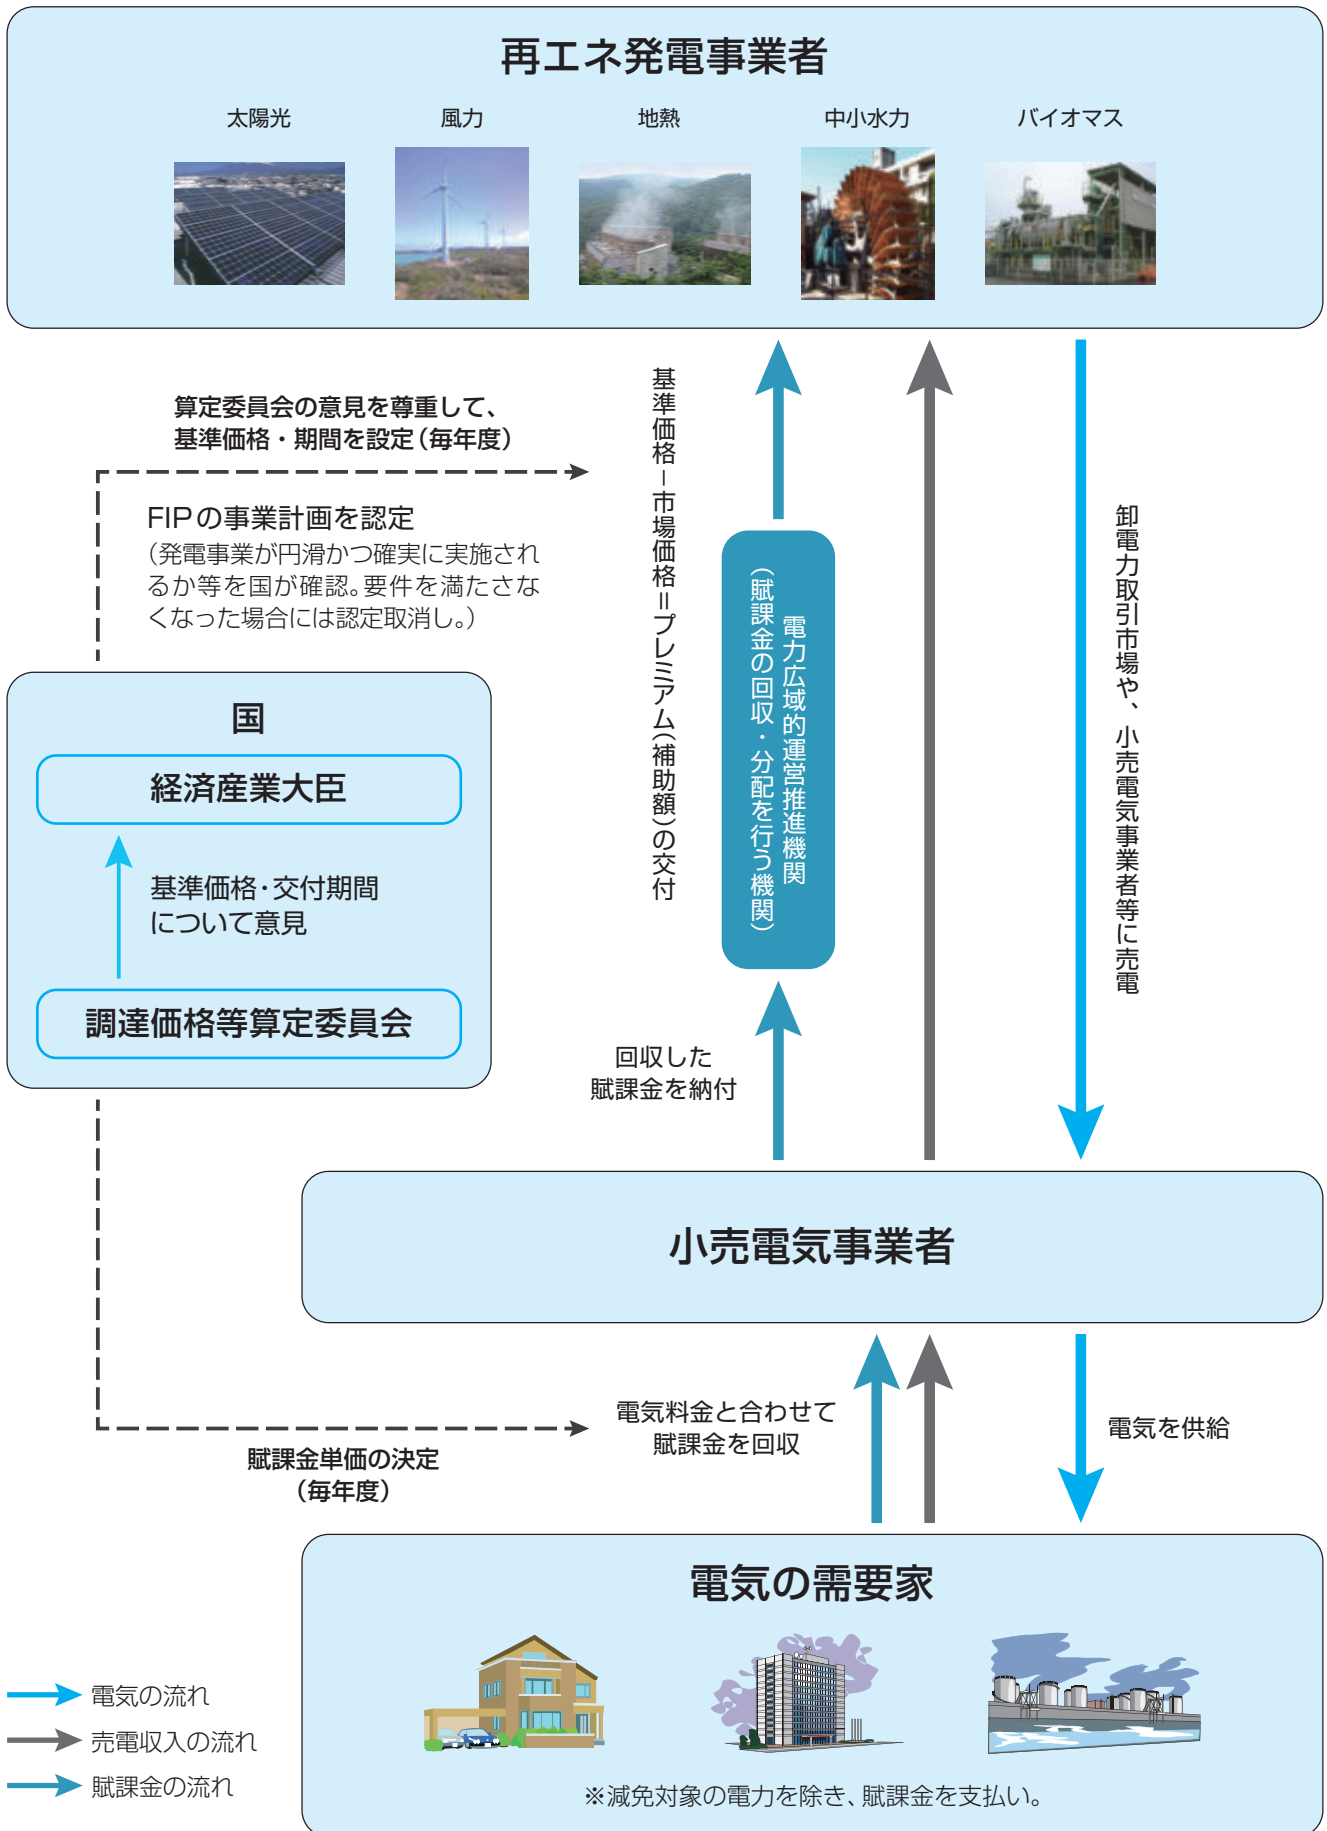 再エネ発電事業者
太陽光
風力
地熱
中小水力
バイオマス
算定委員会の意見を尊重して、
基準価格・期間を設定（毎年度）
FIPの事業計画を認定
（発電事業が円滑かつ確実に実施され
るか等を国が確認。要件を満たさな
くなった場合には認定取消し。）
基準価格－市場価格＝プレミアム（補助額）の交付
電力広域的運営推進機関
（賦課金の回収・分配を行う機関）
卸電力取引市場や、小売電気事業者等に売電
国
経済産業大臣
基準価格・交付期間
について意見
調達価格等算定委員会
回収した
賦課金を納付
小売電気事業者
電気料金と合わせて
賦課金を回収
電気を供給
賦課金単価の決定
（毎年度）
電気の需要家
※減免対象の電力を除き、賦課金を支払い。
電気の流れ
売電収入の流れ
賦課金の流れ